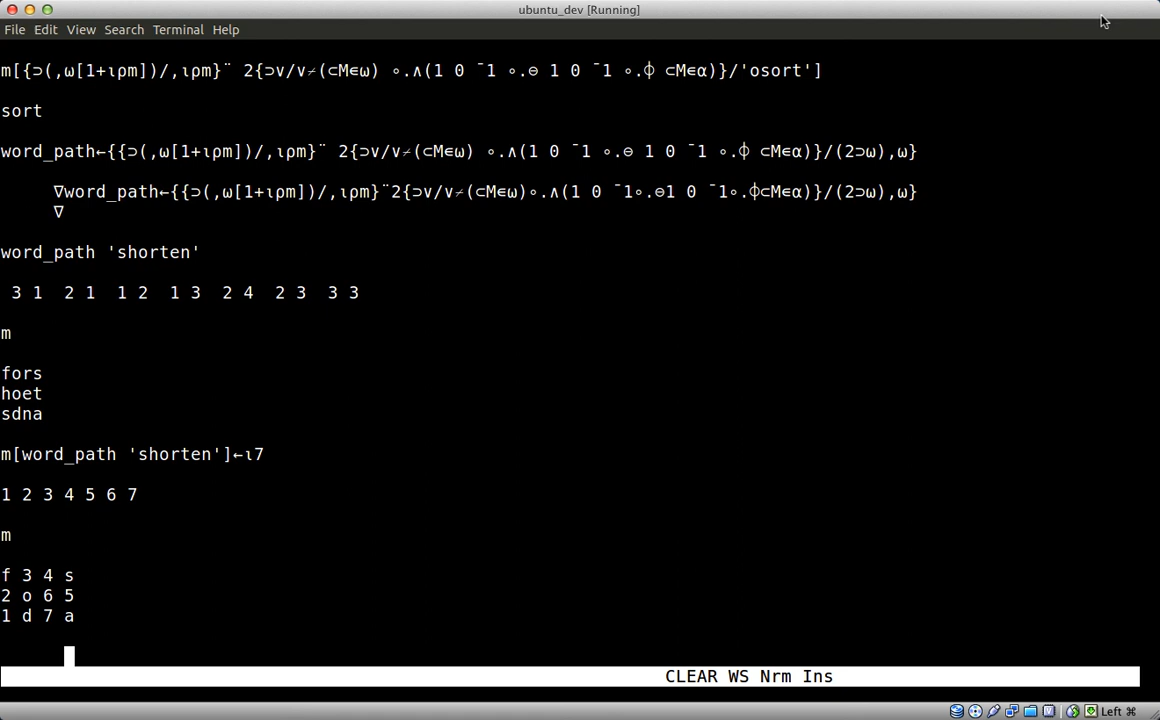 ubuntu_dev [Running]
File Edit View Search Terminal Help
m[{⊃(,ω[1+⍳⍴m])/,⍳⍴m}¨ 2{⊃∨/∨⌿(⊂M∊ω) ∘.∧(1 0 ¯1 ∘.⊖ 1 0 ¯1 ∘.⌽ ⊂M∊α)}/'osort']
sort
word_path←{{⊃(,ω[1+⍳⍴m])/,⍳⍴m}¨ 2{⊃∨/∨⌿(⊂M∊ω) ∘.∧(1 0 ¯1 ∘.⊖ 1 0 ¯1 ∘.⌽ ⊂M∊α)}/(2⊃ω),ω}
∇word_path←{{⊃(,ω[1+⍳⍴m])/,⍳⍴m}¨2{⊃∨/∨⌿(⊂M∊ω)∘.∧(1 0 ¯1∘.⊖1 0 ¯1∘.⌽⊂M∊α)}/(2⊃ω),ω}
∇
word_path 'shorten'
3 1  2 1  1 2  1 3  2 4  2 3  3 3
m
fors
hoet
sdna
m[word_path 'shorten']←⍳7
1 2 3 4 5 6 7
m
f 3 4 s
2 o 6 5
1 d 7 a
CLEAR WS Nrm Ins
Left ⌘